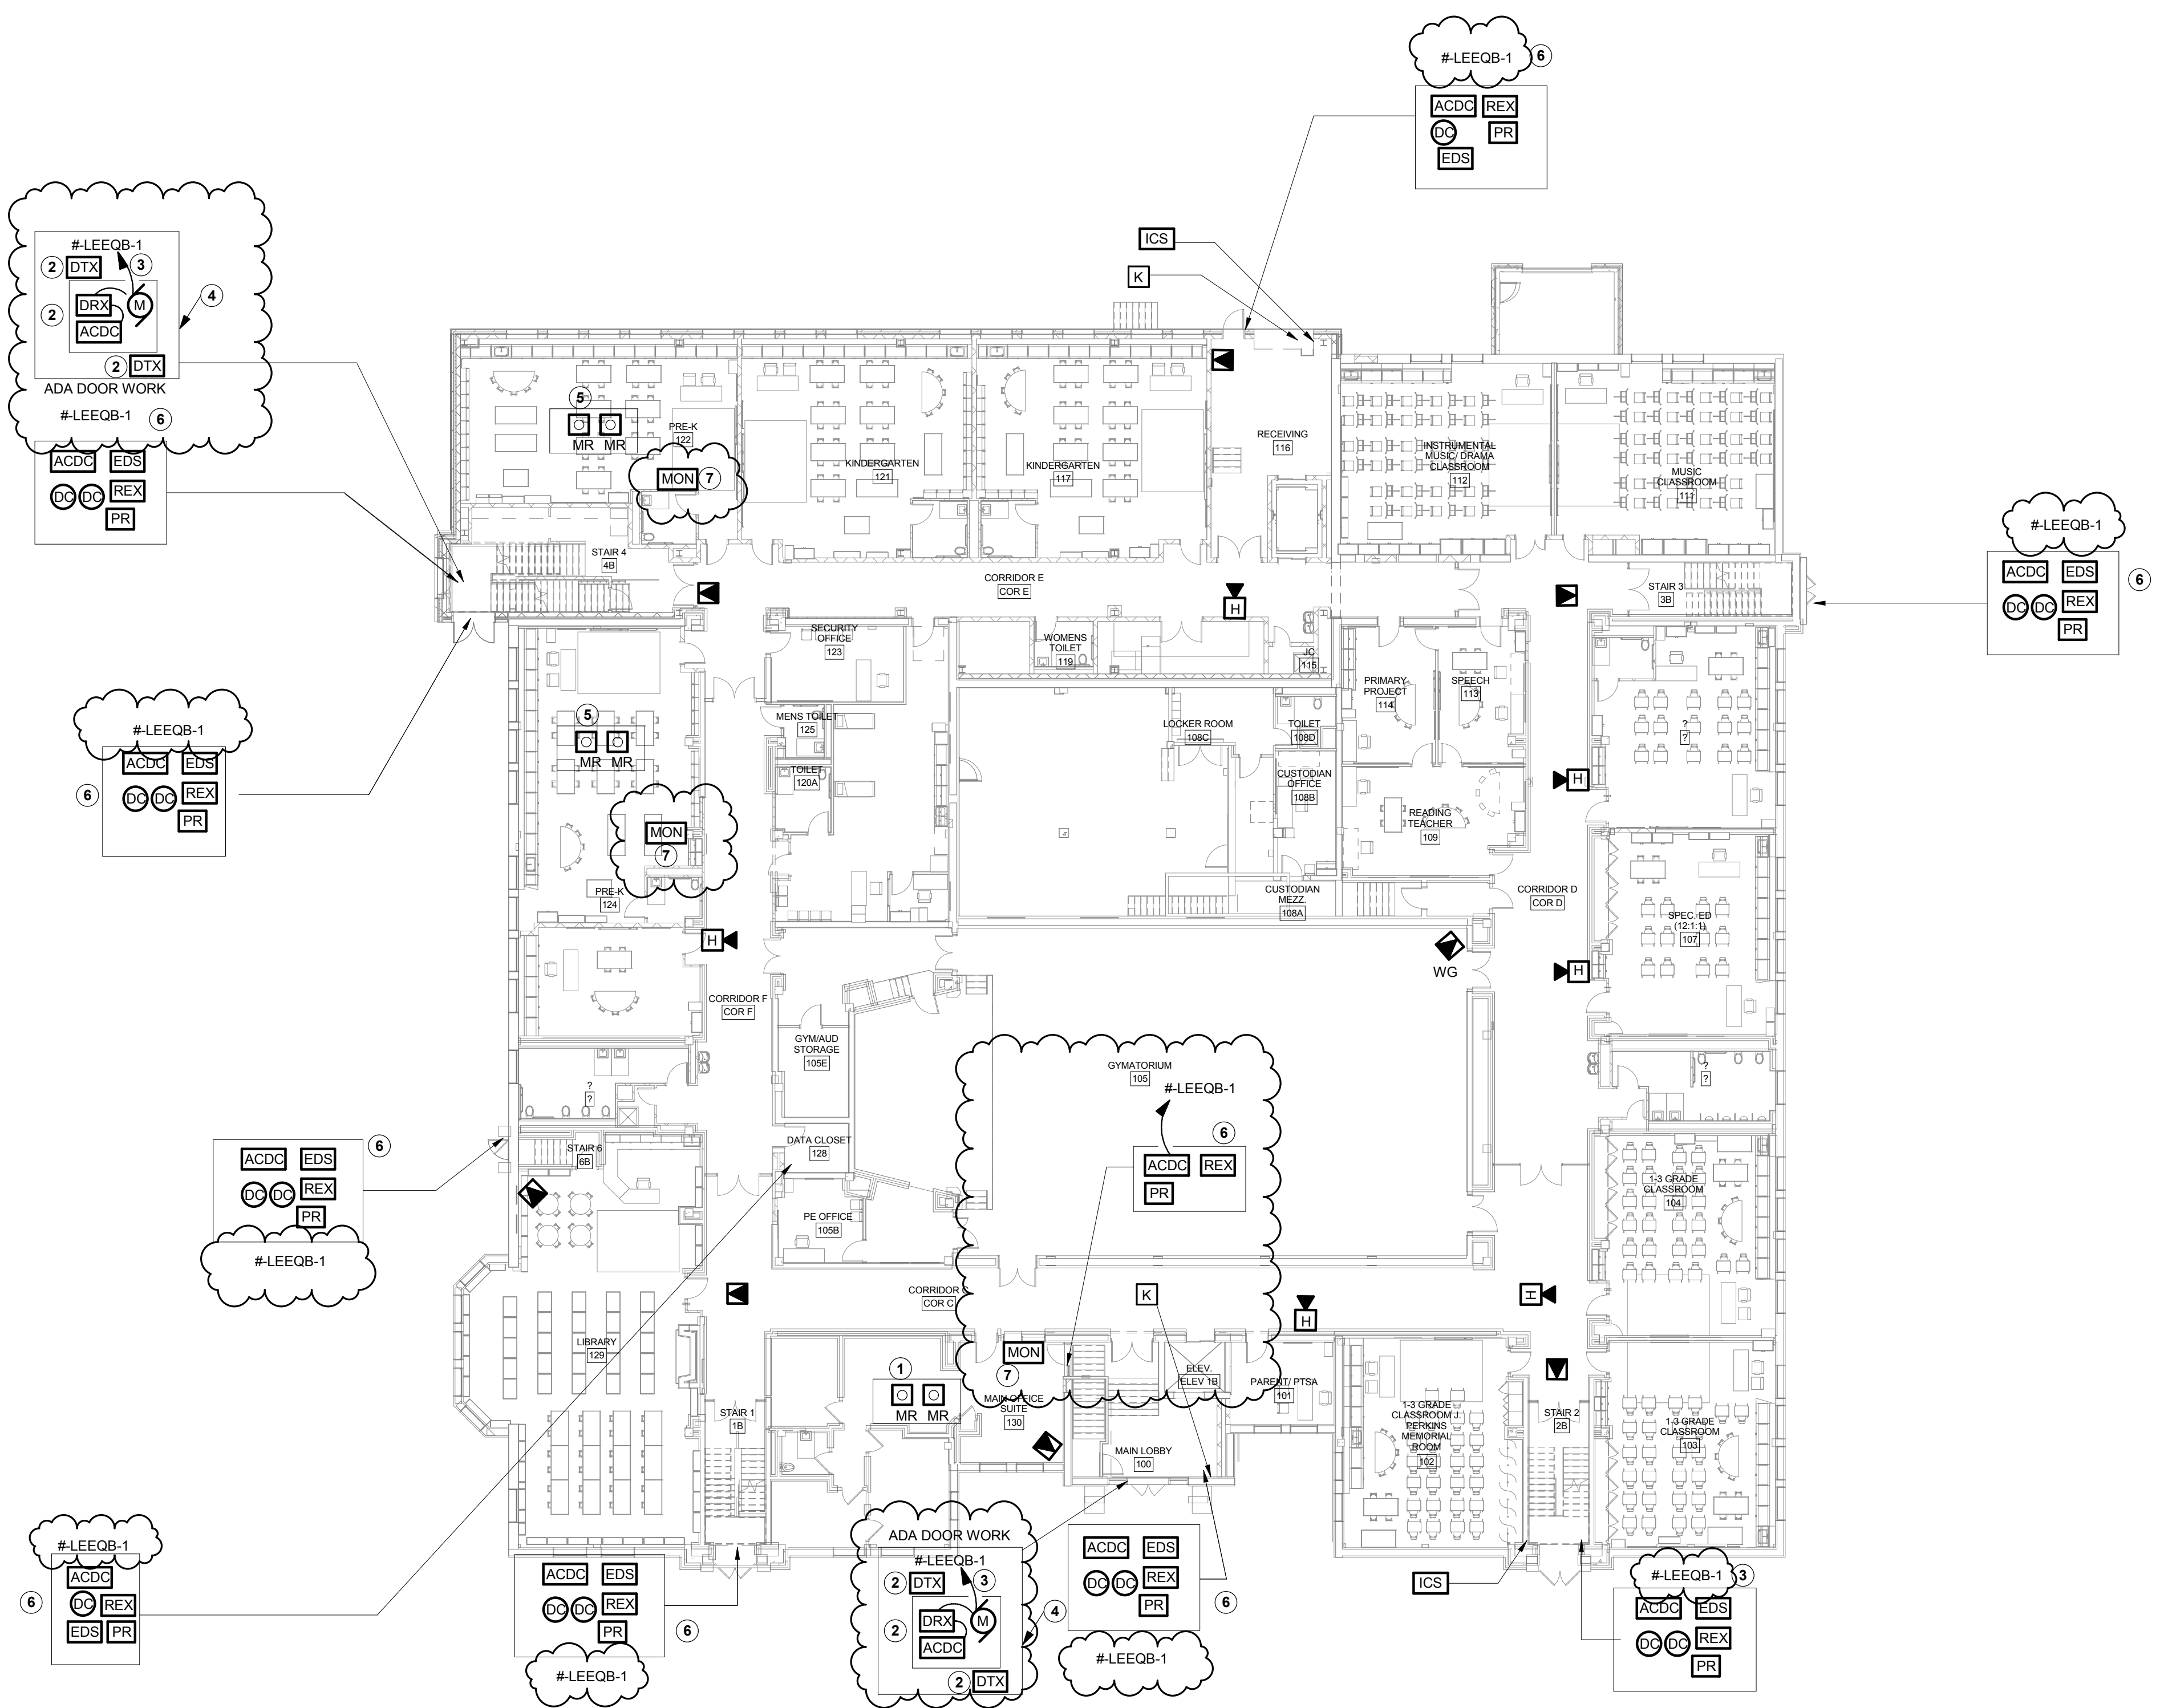 #-LEEQB-1
6
ACDC REX
DC PR
EDS
#-LEEQB-1
2 DTX 3
DRX M
2
ACDC
4
2 DTX
ADA DOOR WORK
#-LEEQB-1 6
ACDC EDS
DC DC REX
PR
ICS
K
5
MR MR
PRE-K
122
MON 7
KINDERGARTEN
121
KINDERGARTEN
117
RECEIVING
116
INSTRUMENTAL
MUSIC/ DRAMA
CLASSROOM
112
MUSIC
CLASSROOM
111
#-LEEQB-1
ACDC EDS 6
DC DC REX
PR
STAIR 4
4B
CORRIDOR E
COR E
H
STAIR 3
3B
SECURITY
OFFICE
123
WOMENS
TOILET
119
JC
115
PRIMARY
PROJECT
114
SPEECH
113
?
?
#-LEEQB-1
ACDC EDS
6 DC DC REX
PR
5
MR MR
MENS TOILET
125
TOILET
120A
LOCKER ROOM
108C
TOILET
108D
CUSTODIAN
OFFICE
108B
H
READING
TEACHER
109
MON
7
PRE-K
124
CUSTODIAN
MEZZ.
108A
CORRIDOR D
COR D
SPEC. ED
(12:1:1)
107
H
WG
H
CORRIDOR F
COR F
GYM/AUD
STORAGE
105E
GYMATORIUM
105
#-LEEQB-1
6
ACDC REX
PR
?
?
?
?
DATA CLOSET
128
STAIR 6
6B
6
ACDC EDS
DC DC REX
PR
#-LEEQB-1
PE OFFICE
105B
1-3 GRADE
CLASSROOM
104
CORRIDOR C
COR C
K
H
H
LIBRARY
129
MON
7
1
MR MR
MAIN OFFICE
SUITE
130
ELEV.
ELEV 1B
PARENT/ PTSA
101
STAIR 1
1B
MAIN LOBBY
100
1-3 GRADE
CLASSROOM J.
PERKINS
MEMORIAL
ROOM
102
STAIR 2
2B
1-3 GRADE
CLASSROOM
103
#-LEEQB-1
ACDC
6 DC REX
EDS PR
ACDC EDS
DC DC REX
PR 6
#-LEEQB-1
ADA DOOR WORK
#-LEEQB-1
2 DTX 3
DRX M
2
ACDC
4
2 DTX
ACDC EDS
DC DC REX
PR 6
#-LEEQB-1
ICS
#-LEEQB-1 3
ACDC EDS
DC DC REX
PR